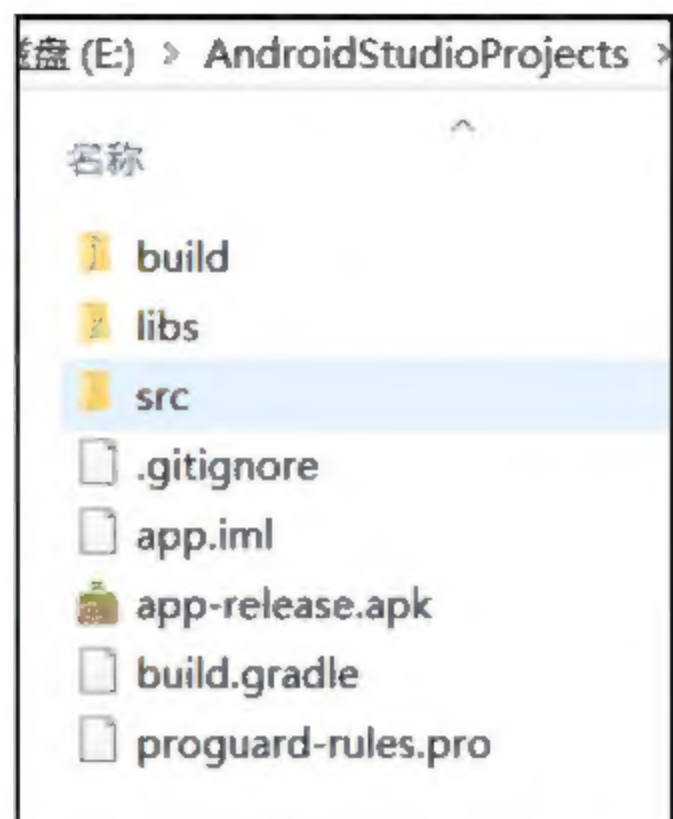 盘 (E:) > AndroidStudioProjects >
名称
build
libs
src
.gitignore
app.iml
app-release.apk
build.gradle
proguard-rules.pro